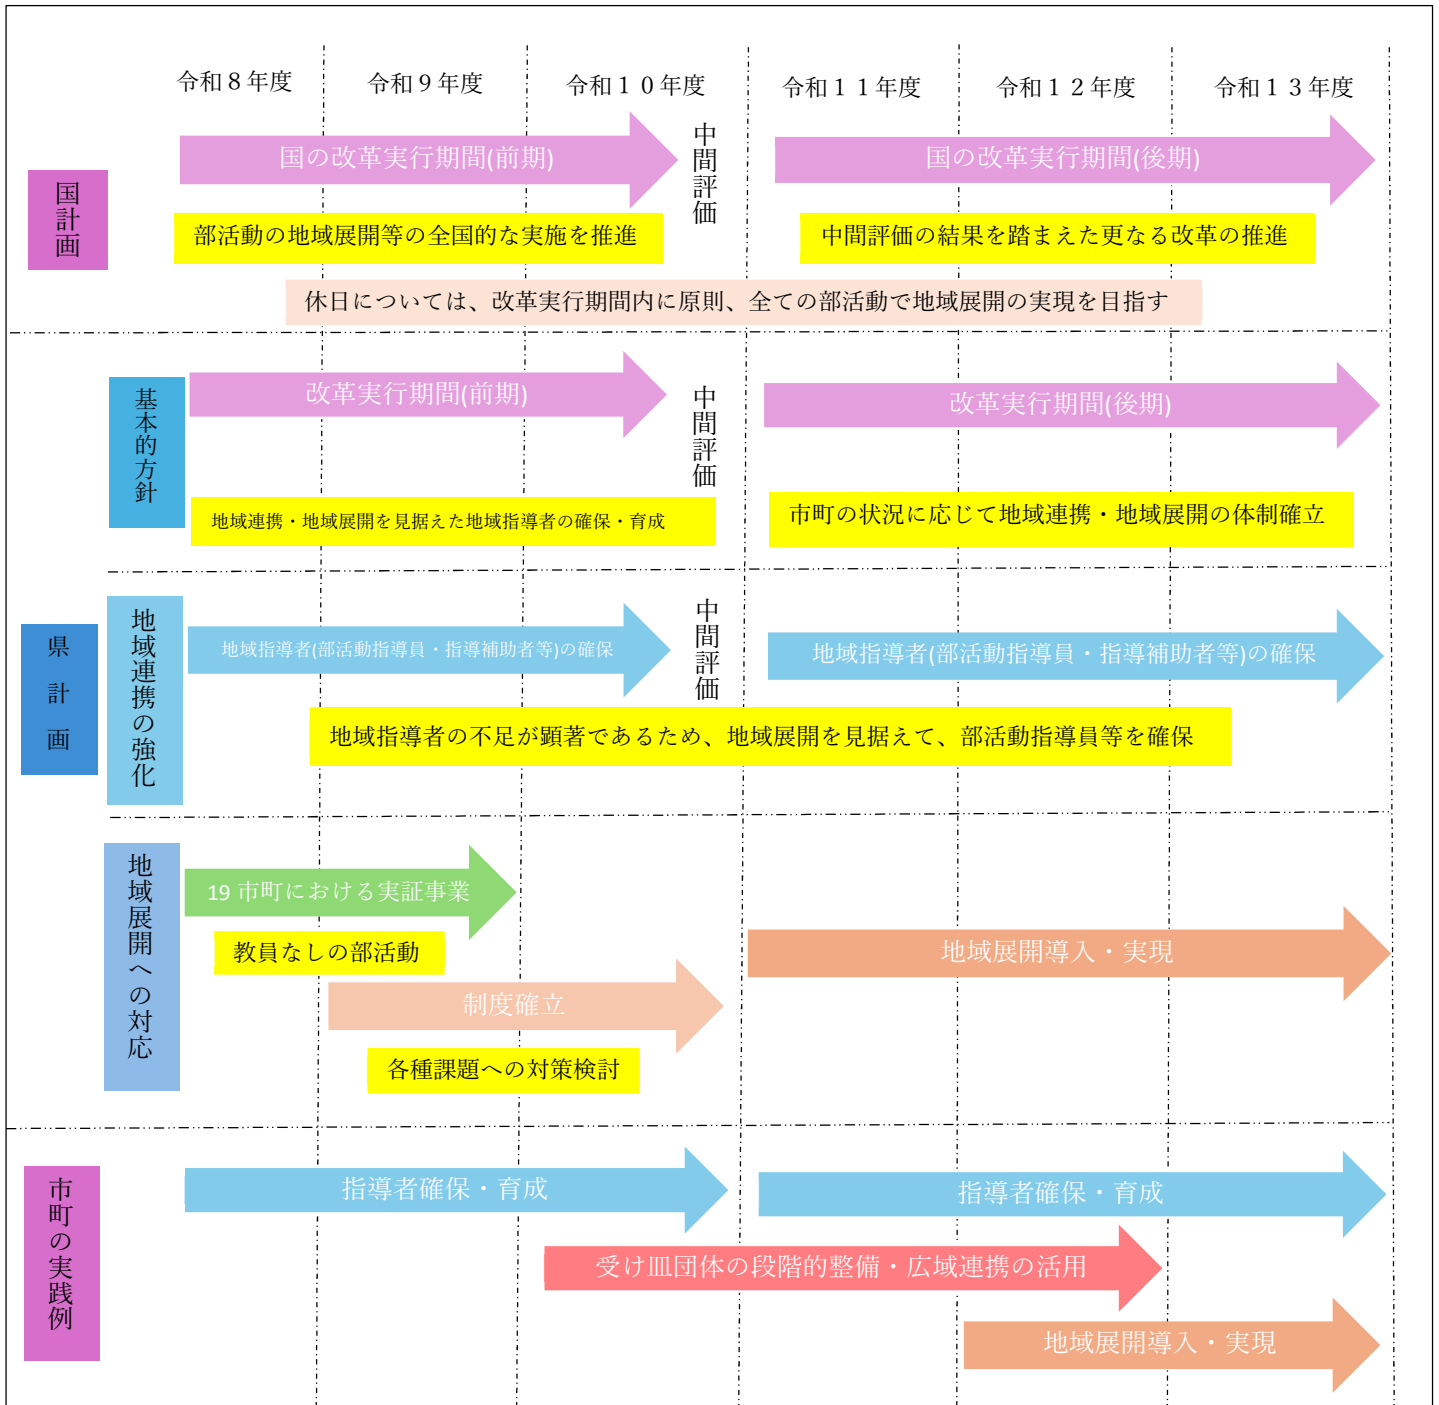 令和８年度
令和９年度
令和１０年度
令和１１年度
令和１２年度
令和１３年度
国計画
国の改革実行期間(前期)
中間評価
国の改革実行期間(後期)
部活動の地域展開等の全国的な実施を推進
中間評価の結果を踏まえた更なる改革の推進
休日については、改革実行期間内に原則、全ての部活動で地域展開の実現を目指す
県計画
基本的方針
改革実行期間(前期)
中間評価
改革実行期間(後期)
地域連携・地域展開を見据えた地域指導者の確保・育成
市町の状況に応じて地域連携・地域展開の体制確立
地域連携の強化
地域指導者(部活動指導員・指導補助者等)の確保
中間評価
地域指導者(部活動指導員・指導補助者等)の確保
地域指導者の不足が顕著であるため、地域展開を見据えて、部活動指導員等を確保
地域展開への対応
19 市町における実証事業
教員なしの部活動
地域展開導入・実現
制度確立
各種課題への対策検討
市町の実践例
指導者確保・育成
指導者確保・育成
受け皿団体の段階的整備・広域連携の活用
地域展開導入・実現